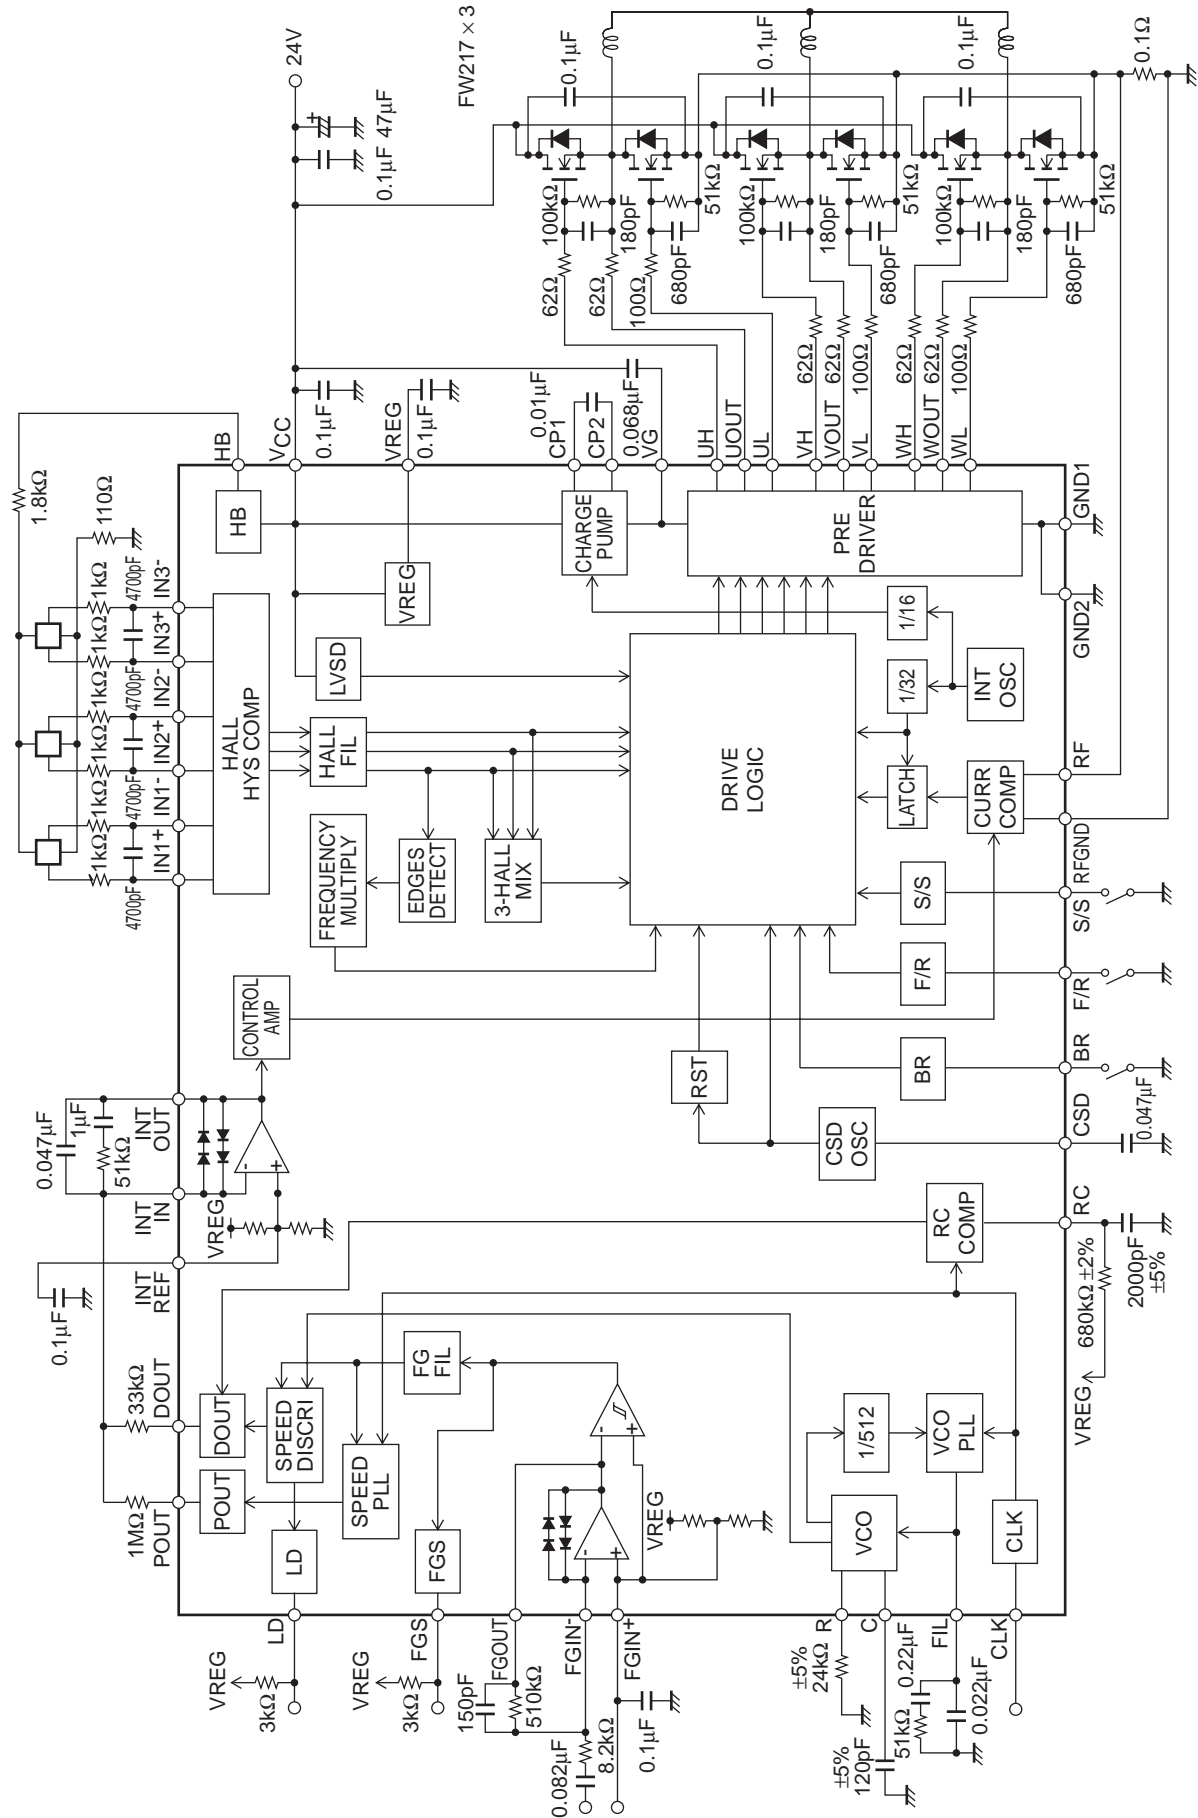 24V
FW217 × 3
0.1µF 47µF
0.1µF
0.1µF
0.1µF
0.1Ω
100kΩ
180pF
51kΩ
680pF
62Ω
62Ω
100Ω
100kΩ
180pF
51kΩ
680pF
62Ω
62Ω
100Ω
100kΩ
180pF
51kΩ
680pF
62Ω
62Ω
100Ω
1.8kΩ
110Ω
HB
VCC
0.1µF
VREG
0.1µF
0.01µF
CP1
CP2
0.068µF
VG
UH
UOUT
UL
VH
VOUT
VL
WH
WOUT
WL
GND1
GND2
1kΩ
4700pF
IN3-
1kΩ
IN3+
1kΩ
4700pF
IN2-
1kΩ
IN2+
1kΩ
4700pF
IN1-
1kΩ
IN1+
4700pF
HB
VREG
CHARGE
PUMP
PRE
DRIVER
HALL
HYS COMP
LVSD
HALL
FIL
FREQUENCY
MULTIPLY
EDGES
DETECT
3-HALL
MIX
DRIVE
LOGIC
1/16
1/32
INT
OSC
LATCH
CURR
COMP
RF
RFGND
S/S
S/S
F/R
F/R
BR
BR
RST
CSD
OSC
CSD
0.047µF
CONTROL
AMP
0.047µF
1µF
51kΩ
INT
OUT
INT
IN
INT
REF
0.1µF
-
+
VREG
RC
COMP
RC
2000pF
±5%
680kΩ ±2%
VREG
33kΩ
DOUT
1MΩ
POUT
DOUT
POUT
SPEED
DISCRI
SPEED
PLL
FG
FIL
LD
FGS
-
+
-
+
VREG
1/512
VCO
PLL
VCO
CLK
LD
VREG
3kΩ
FGS
VREG
3kΩ
FGOUT
150pF
510kΩ
FGIN-
0.082µF
8.2kΩ
FGIN+
0.1µF
R
±5%
24kΩ
C
±5%
120pF
FIL
0.22µF
51kΩ
0.022µF
CLK